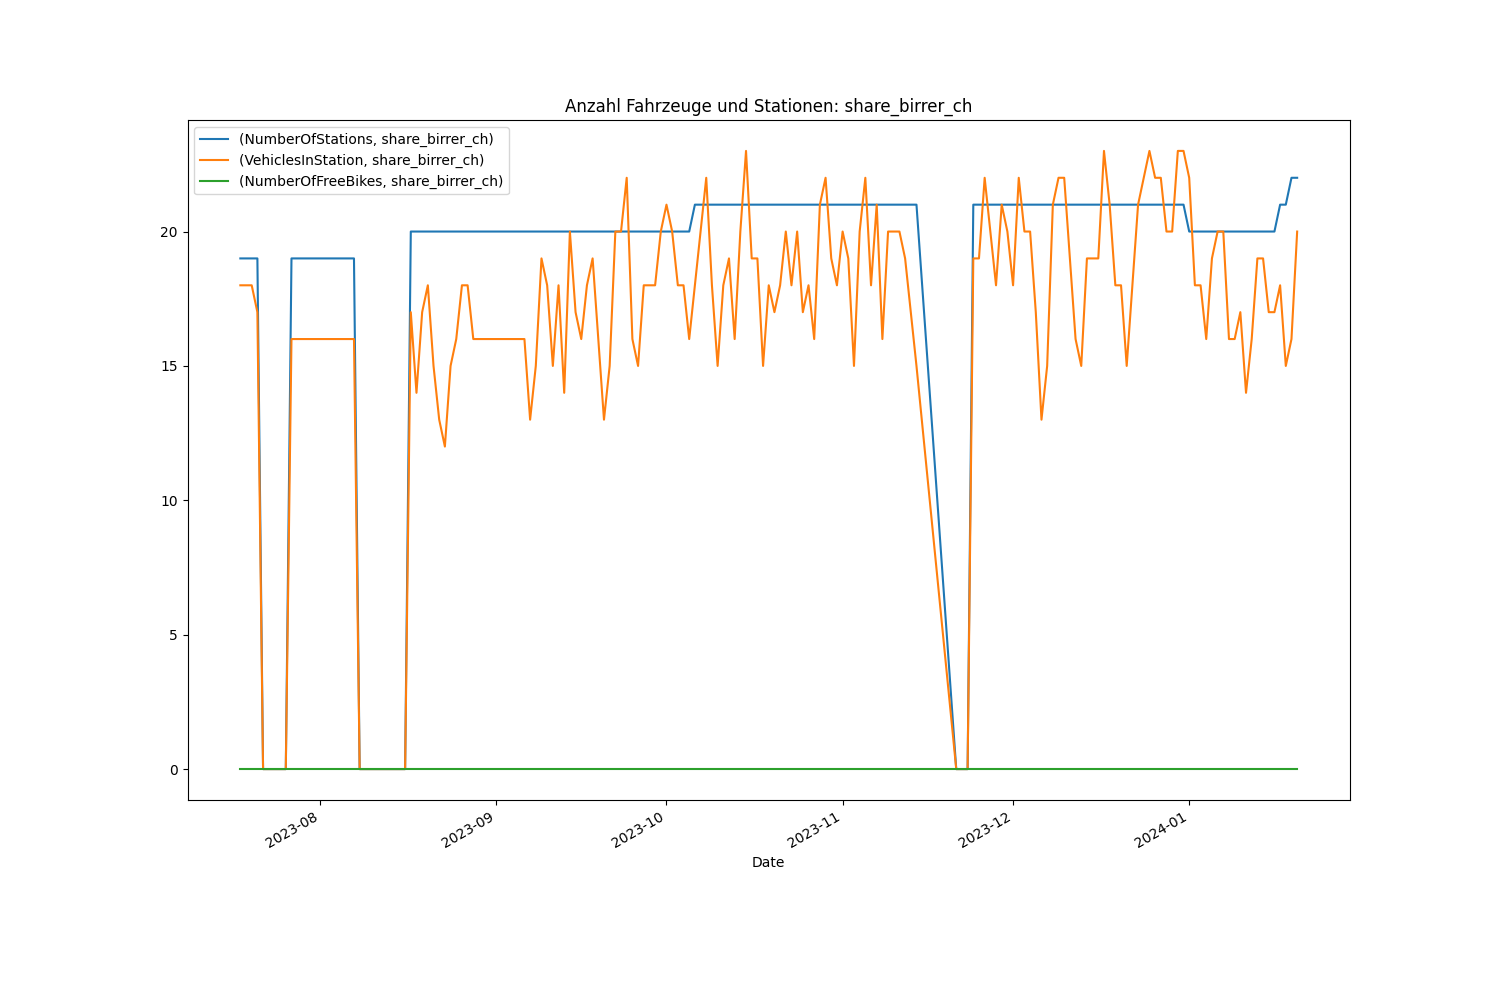 Anzahl Fahrzeuge und Stationen: share_birrer_ch
(NumberOfStations, share_birrer_ch)
(VehiclesInStation, share_birrer_ch)
(NumberOfFreeBikes, share_birrer_ch)
20
15
10
5
0
2023-08
2023-09
2023-10
2023-11
2023-12
2024-01
Date